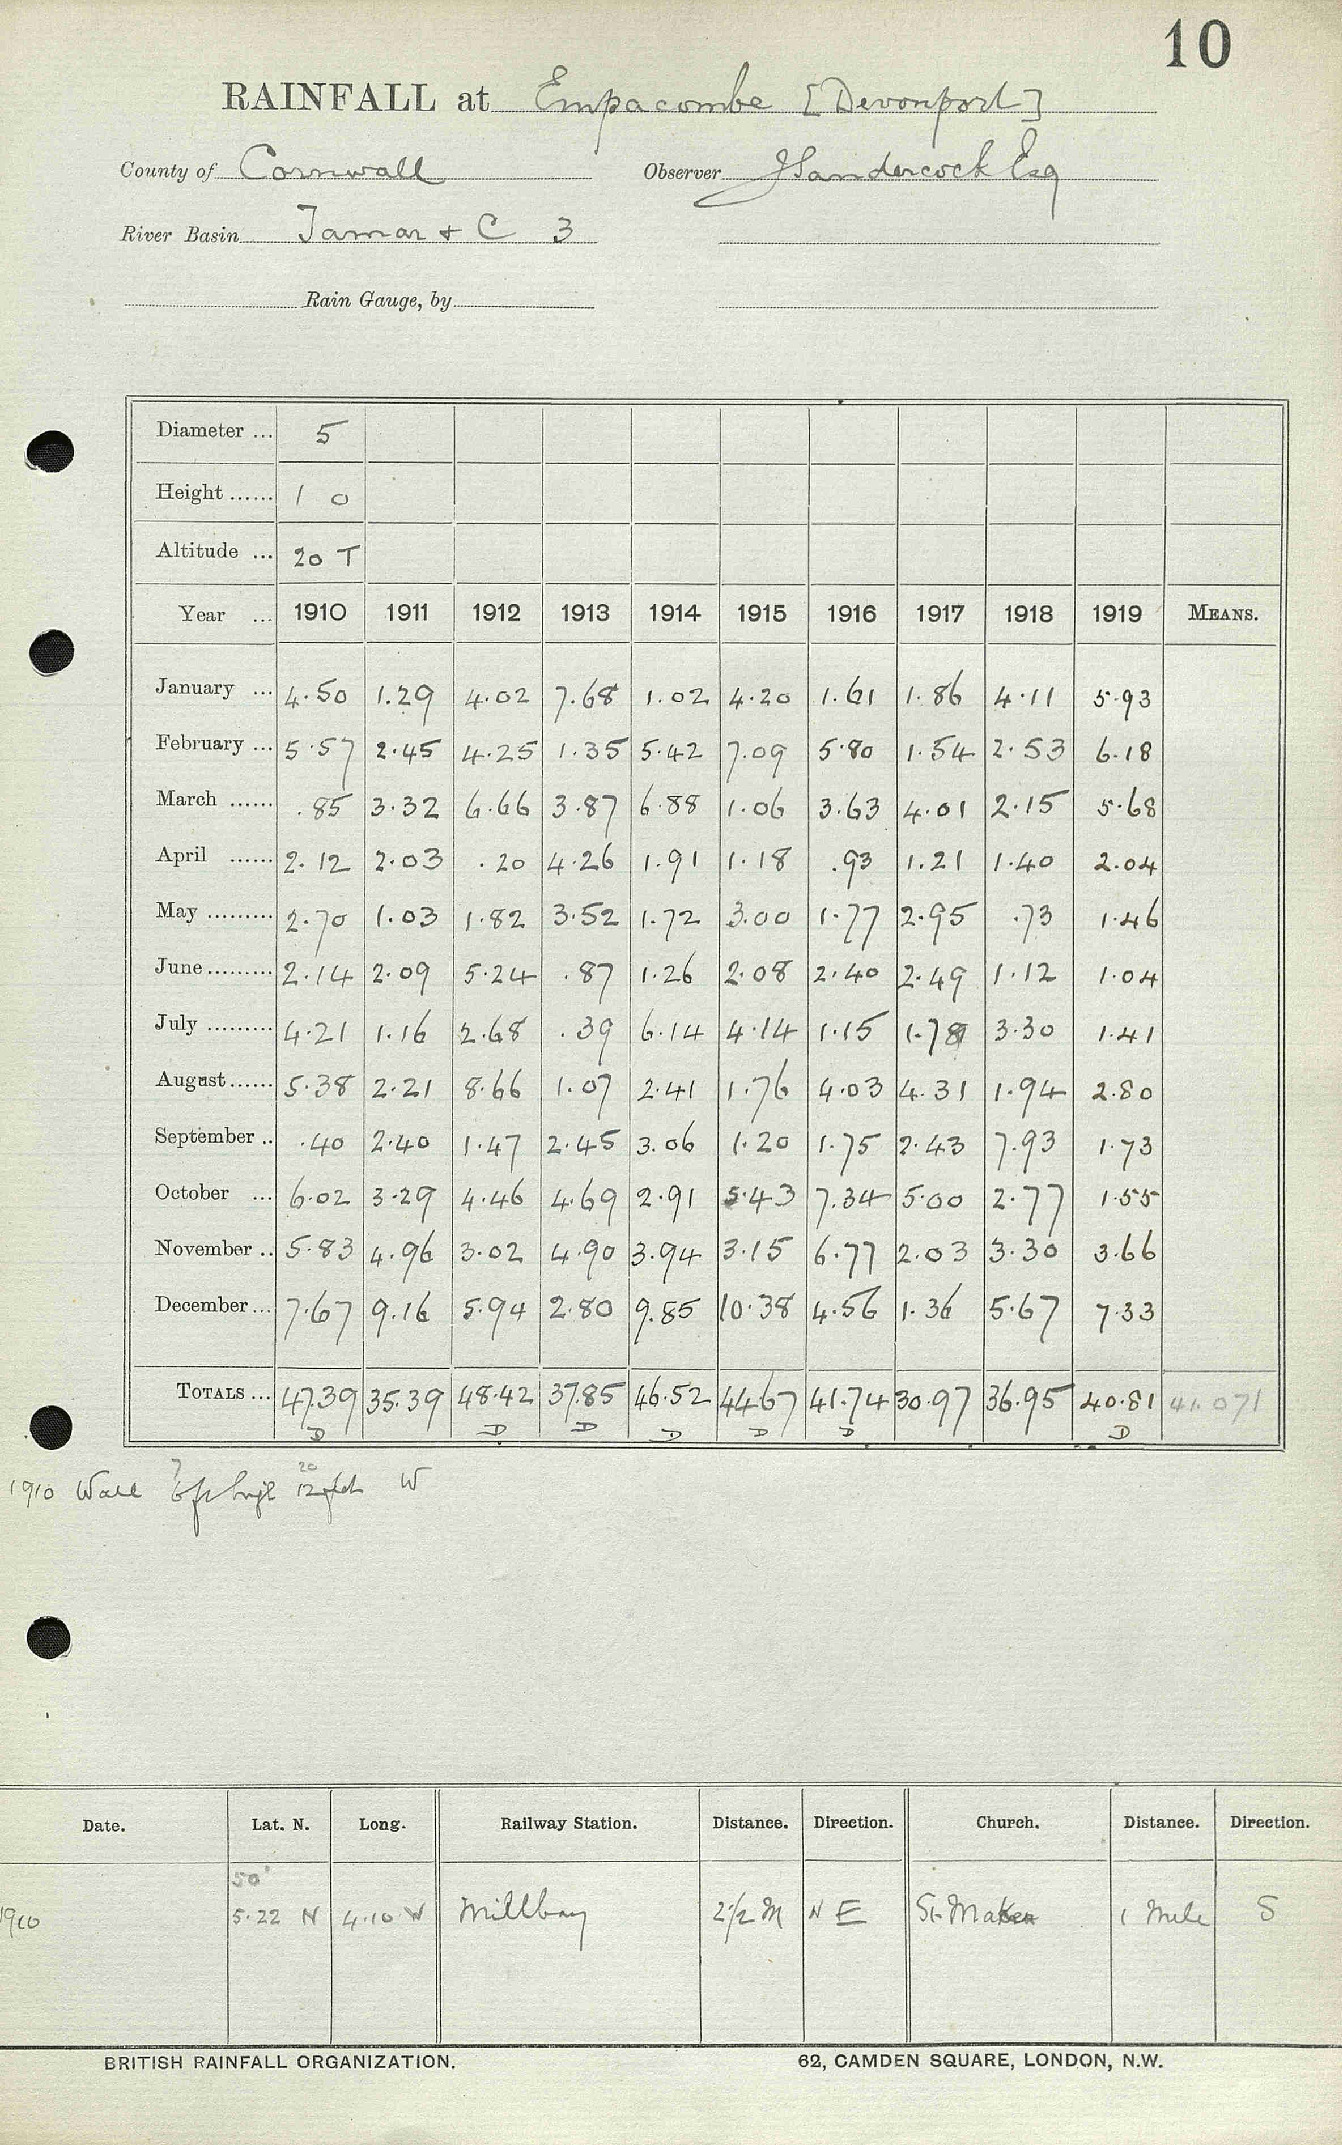 10
RAINFALL at Empacombe [Devonport]
County of Cornwall Observer J Sandercock Esq
River Basin Tamar + C 3
Rain Gauge, by
Diameter ... 5
Height ...... 1 0
Altitude ... 20 T
Year ... 1910 1911 1912 1913 1914 1915 1916 1917 1918 1919 MEANS.
January ... 4.50 1.29 4.02 7.68 1.02 4.20 1.61 1.86 4.11 5.93
February ... 5.57 2.45 4.25 1.35 5.42 7.09 5.80 1.54 2.53 6.18
March ...... .85 3.32 6.66 3.87 6.88 1.06 3.63 4.01 2.15 5.68
April ...... 2.12 2.03 .20 4.26 1.91 1.18 .93 1.21 1.40 2.04
May ......... 2.70 1.03 1.82 3.52 1.72 3.00 1.77 2.95 .73 1.46
June......... 2.14 2.09 5.24 .87 1.26 2.08 2.40 2.49 1.12 1.04
July ......... 4.21 1.16 2.68 .39 6.14 4.14 1.15 1.78 3.30 1.41
August...... 5.38 2.21 8.66 1.07 2.41 1.76 4.03 4.31 1.94 2.80
September .. .40 2.40 1.47 2.45 3.06 1.20 1.75 2.43 7.93 1.73
October ... 6.02 3.29 4.46 4.69 2.91 5.43 7.34 5.00 2.77 1.55
November .. 5.83 4.96 3.02 4.90 3.94 3.15 6.77 2.03 3.30 3.66
December... 7.67 9.16 5.94 2.80 9.85 10.38 4.56 1.36 5.67 7.33
TOTALS ... 47.39 35.39 48.42 37.85 46.52 44.67 41.74 30.97 36.95 40.81 41.071
D D D D D D D
1910 Wall 7 20 W
Date. Lat. N. Long. Railway Station. Distance. Direction. Church. Distance. Direction.
50°
1910 5.22 N 4.10 W Millbay 2½ M N E St Maker 1 Mile S
BRITISH RAINFALL ORGANIZATION. 62, CAMDEN SQUARE, LONDON, N.W.